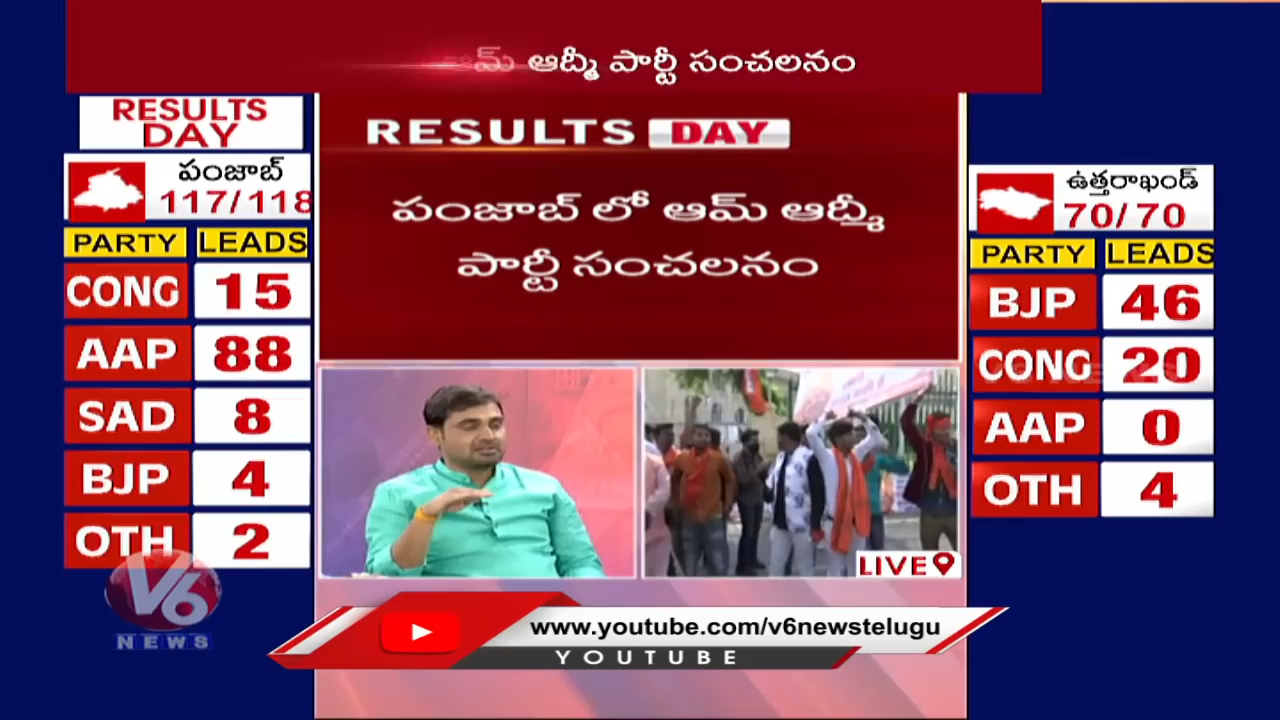 ఆమ్ ఆద్మీ పార్టీ సంచలనం
RESULTS
DAY
పంజాబ్
117/118
PARTY LEADS
CONG 15
AAP 88
SAD 8
BJP 4
OTH 2
V6
NEWS
RESULTS DAY
పంజాబ్ లో ఆమ్ ఆద్మీ
పార్టీ సంచలనం
LIVE
ఉత్తరాఖండ్
70/70
PARTY LEADS
BJP 46
CONG 20
AAP 0
OTH 4
www.youtube.com/v6newstelugu
YOUTUBE